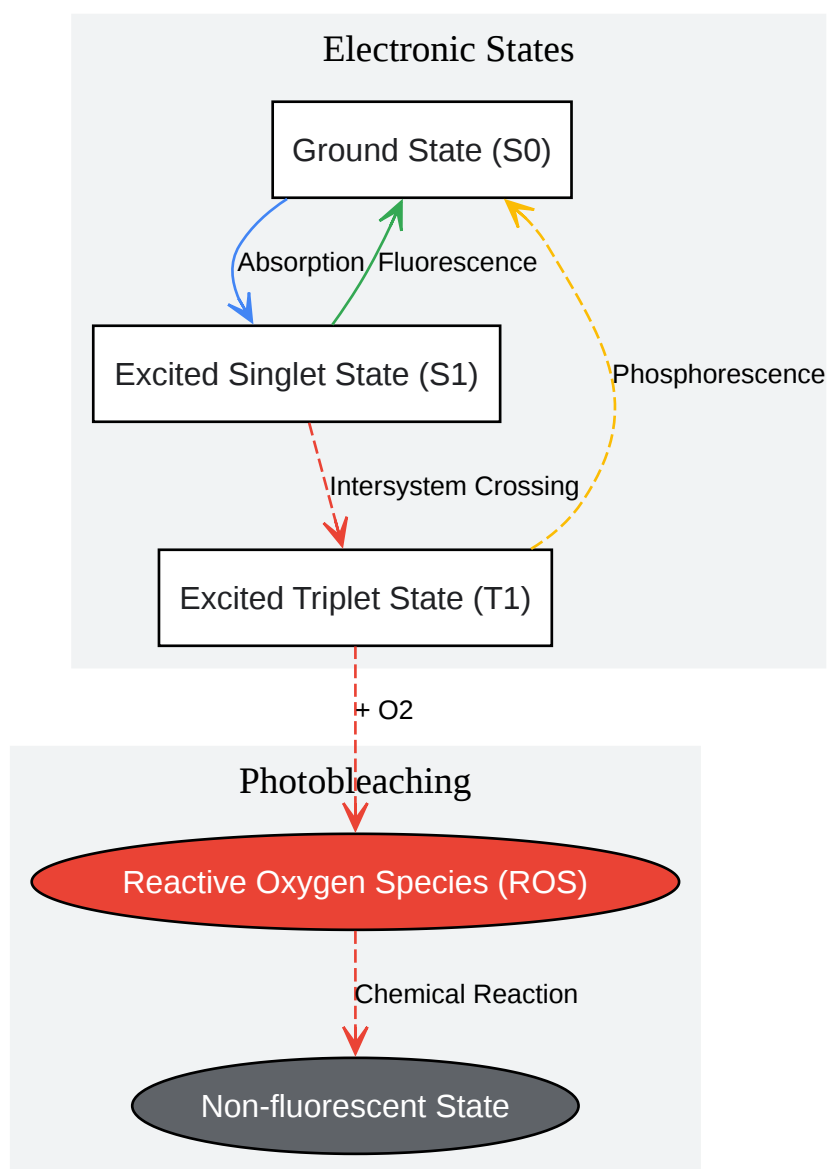 Electronic States
Ground State (S0)
Absorption
Fluorescence
Excited Singlet State (S1)
Phosphorescence
Intersystem Crossing
Excited Triplet State (T1)
+ O2
Photobleaching
Reactive Oxygen Species (ROS)
Chemical Reaction
Non-fluorescent State